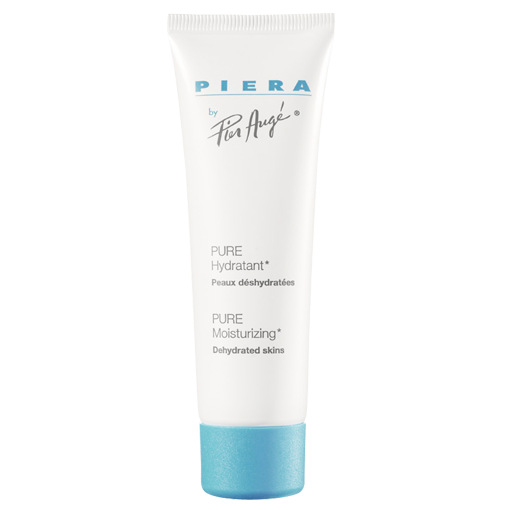 PIERA
by Pier Augé ®
PURE
Hydratant*
Peaux déshydratées
PURE
Moisturizing*
Dehydrated skins